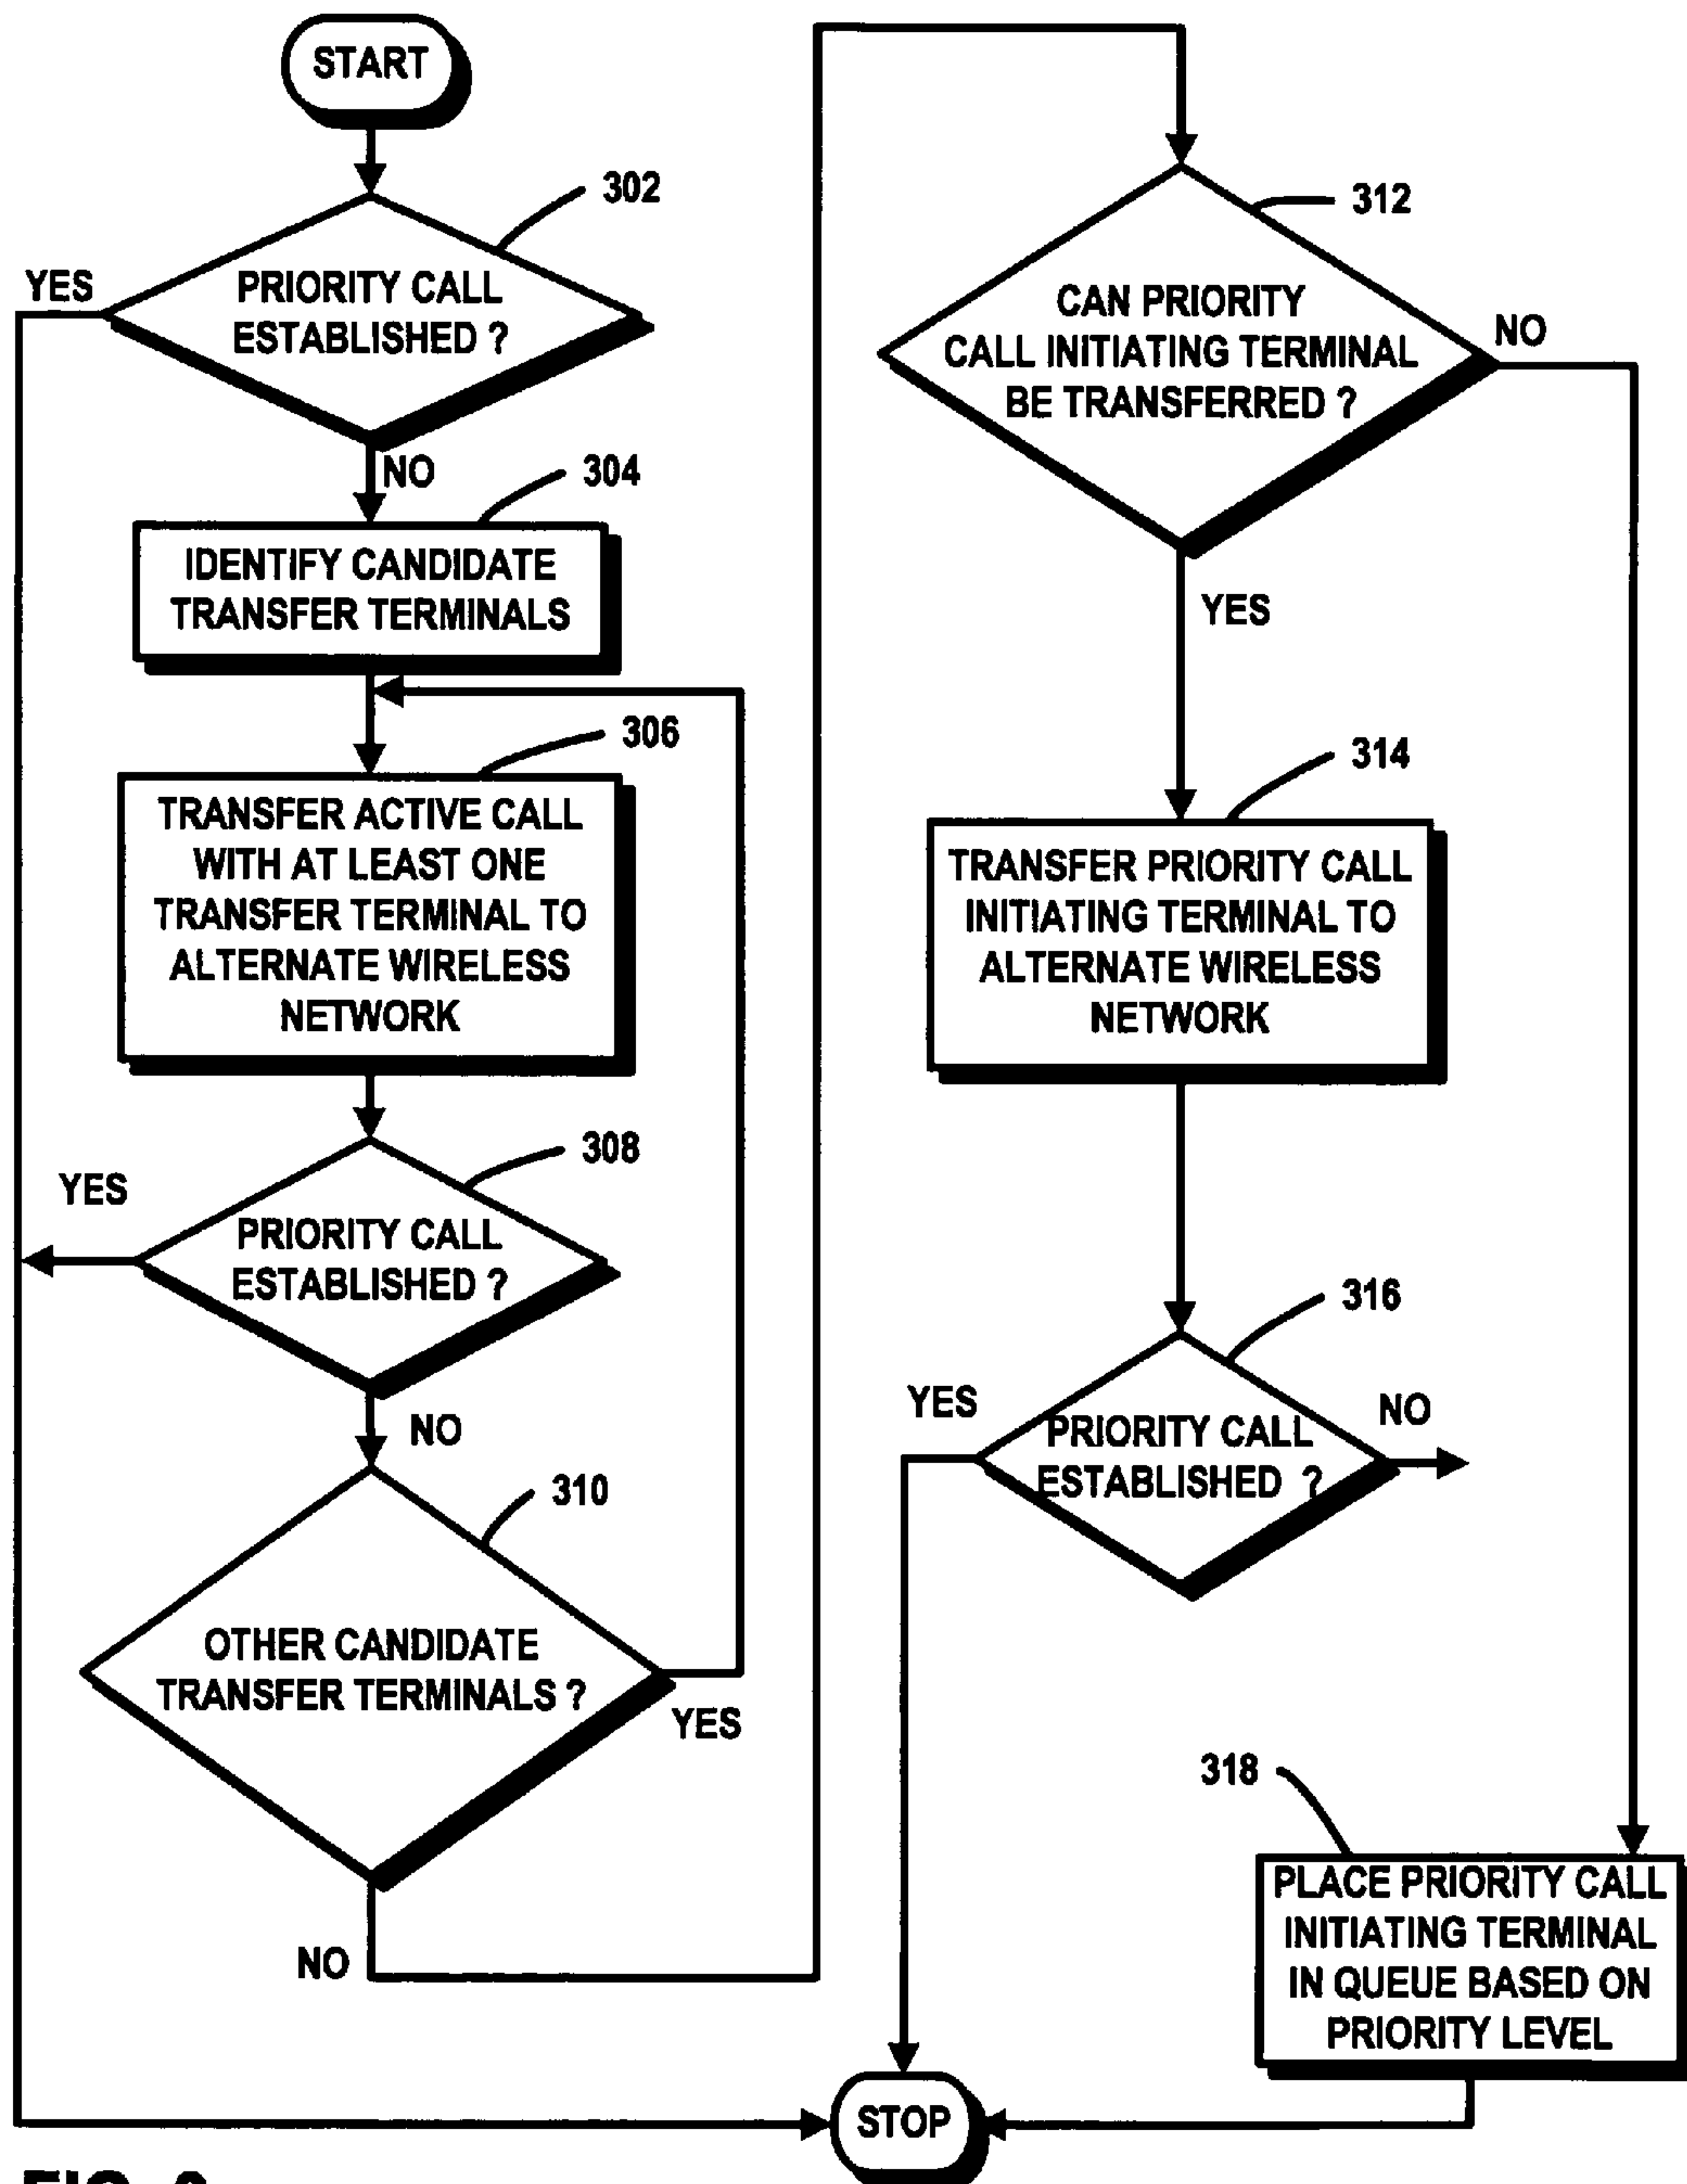 START
302
YES
PRIORITY CALL
ESTABLISHED ?
NO
304
IDENTIFY CANDIDATE
TRANSFER TERMINALS
306
TRANSFER ACTIVE CALL
WITH AT LEAST ONE
TRANSFER TERMINAL TO
ALTERNATE WIRELESS
NETWORK
308
YES
PRIORITY CALL
ESTABLISHED ?
NO
310
OTHER CANDIDATE
TRANSFER TERMINALS ?
YES
NO
312
CAN PRIORITY
CALL INITIATING TERMINAL
BE TRANSFERRED ?
NO
YES
314
TRANSFER PRIORITY CALL
INITIATING TERMINAL TO
ALTERNATE WIRELESS
NETWORK
316
YES
NO
PRIORITY CALL
ESTABLISHED ?
318
PLACE PRIORITY CALL
INITIATING TERMINAL
IN QUEUE BASED ON
PRIORITY LEVEL
STOP